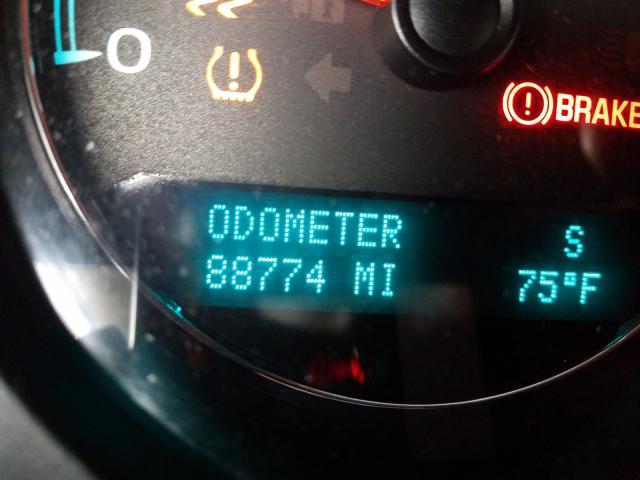 0
BRAKE
ODOMETER S
88774 MI 75°F